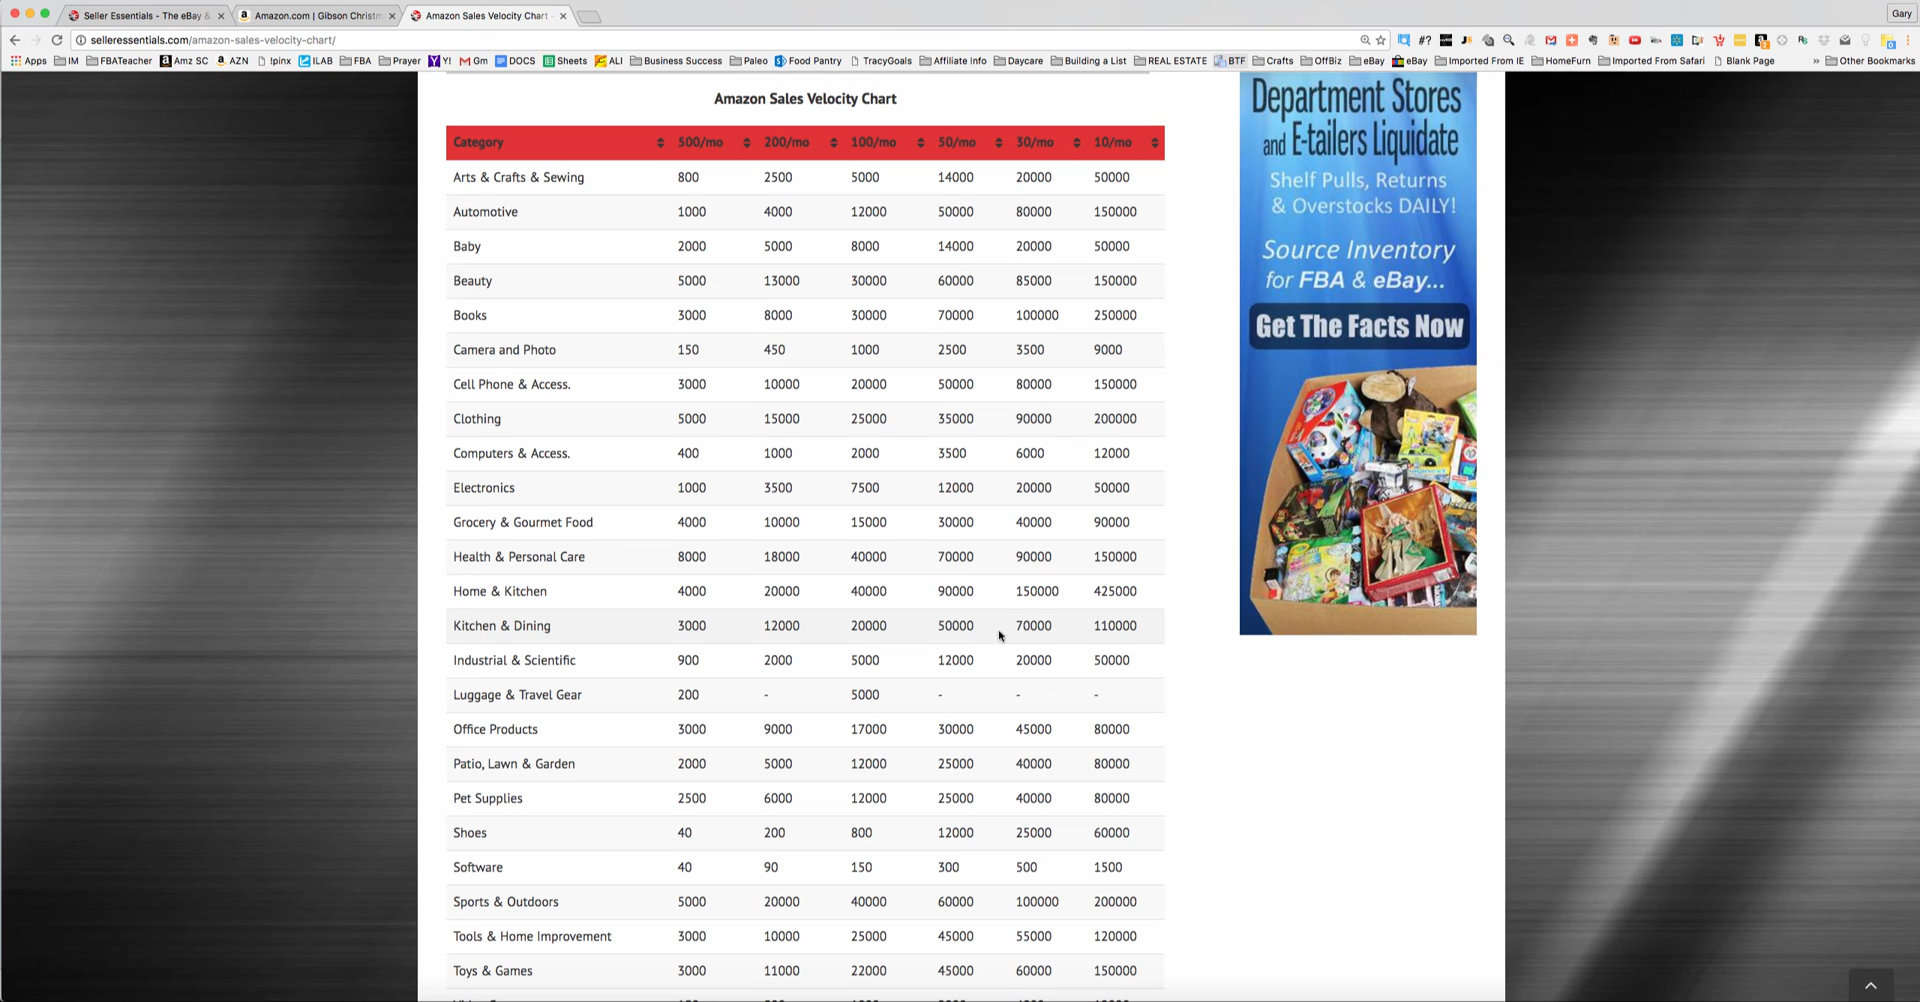 Seller Essentials - The eBay &
Amazon.com | Gibson Christm
Amazon Sales Velocity Chart -
Gary
selleressentials.com/amazon-sales-velocity-chart/
Apps IM FBATeacher Amz SC AZN !pinx ILAB FBA Prayer Y! Gm DOCS Sheets ALI Business Success Paleo Food Pantry TracyGoals Affiliate Info Daycare Building a List REAL ESTATE BTF Crafts OffBiz eBay eBay Imported From IE HomeFurn Imported From Safari Blank Page » Other Bookmarks
Amazon Sales Velocity Chart
Category 500/mo 200/mo 100/mo 50/mo 30/mo 10/mo
Arts & Crafts & Sewing 800 2500 5000 14000 20000 50000
Automotive 1000 4000 12000 50000 80000 150000
Baby 2000 5000 8000 14000 20000 50000
Beauty 5000 13000 30000 60000 85000 150000
Books 3000 8000 30000 70000 100000 250000
Camera and Photo 150 450 1000 2500 3500 9000
Cell Phone & Access. 3000 10000 20000 50000 80000 150000
Clothing 5000 15000 25000 35000 90000 200000
Computers & Access. 400 1000 2000 3500 6000 12000
Electronics 1000 3500 7500 12000 20000 50000
Grocery & Gourmet Food 4000 10000 15000 30000 40000 90000
Health & Personal Care 8000 18000 40000 70000 90000 150000
Home & Kitchen 4000 20000 40000 90000 150000 425000
Kitchen & Dining 3000 12000 20000 50000 70000 110000
Industrial & Scientific 900 2000 5000 12000 20000 50000
Luggage & Travel Gear 200 - 5000 - - -
Office Products 3000 9000 17000 30000 45000 80000
Patio, Lawn & Garden 2000 5000 12000 25000 40000 80000
Pet Supplies 2500 6000 12000 25000 40000 80000
Shoes 40 200 800 12000 25000 60000
Software 40 90 150 300 500 1500
Sports & Outdoors 5000 20000 40000 60000 100000 200000
Tools & Home Improvement 3000 10000 25000 45000 55000 120000
Toys & Games 3000 11000 22000 45000 60000 150000
Department Stores
and E-tailers Liquidate
Shelf Pulls, Returns
& Overstocks DAILY!
Source Inventory
for FBA & eBay...
Get The Facts Now